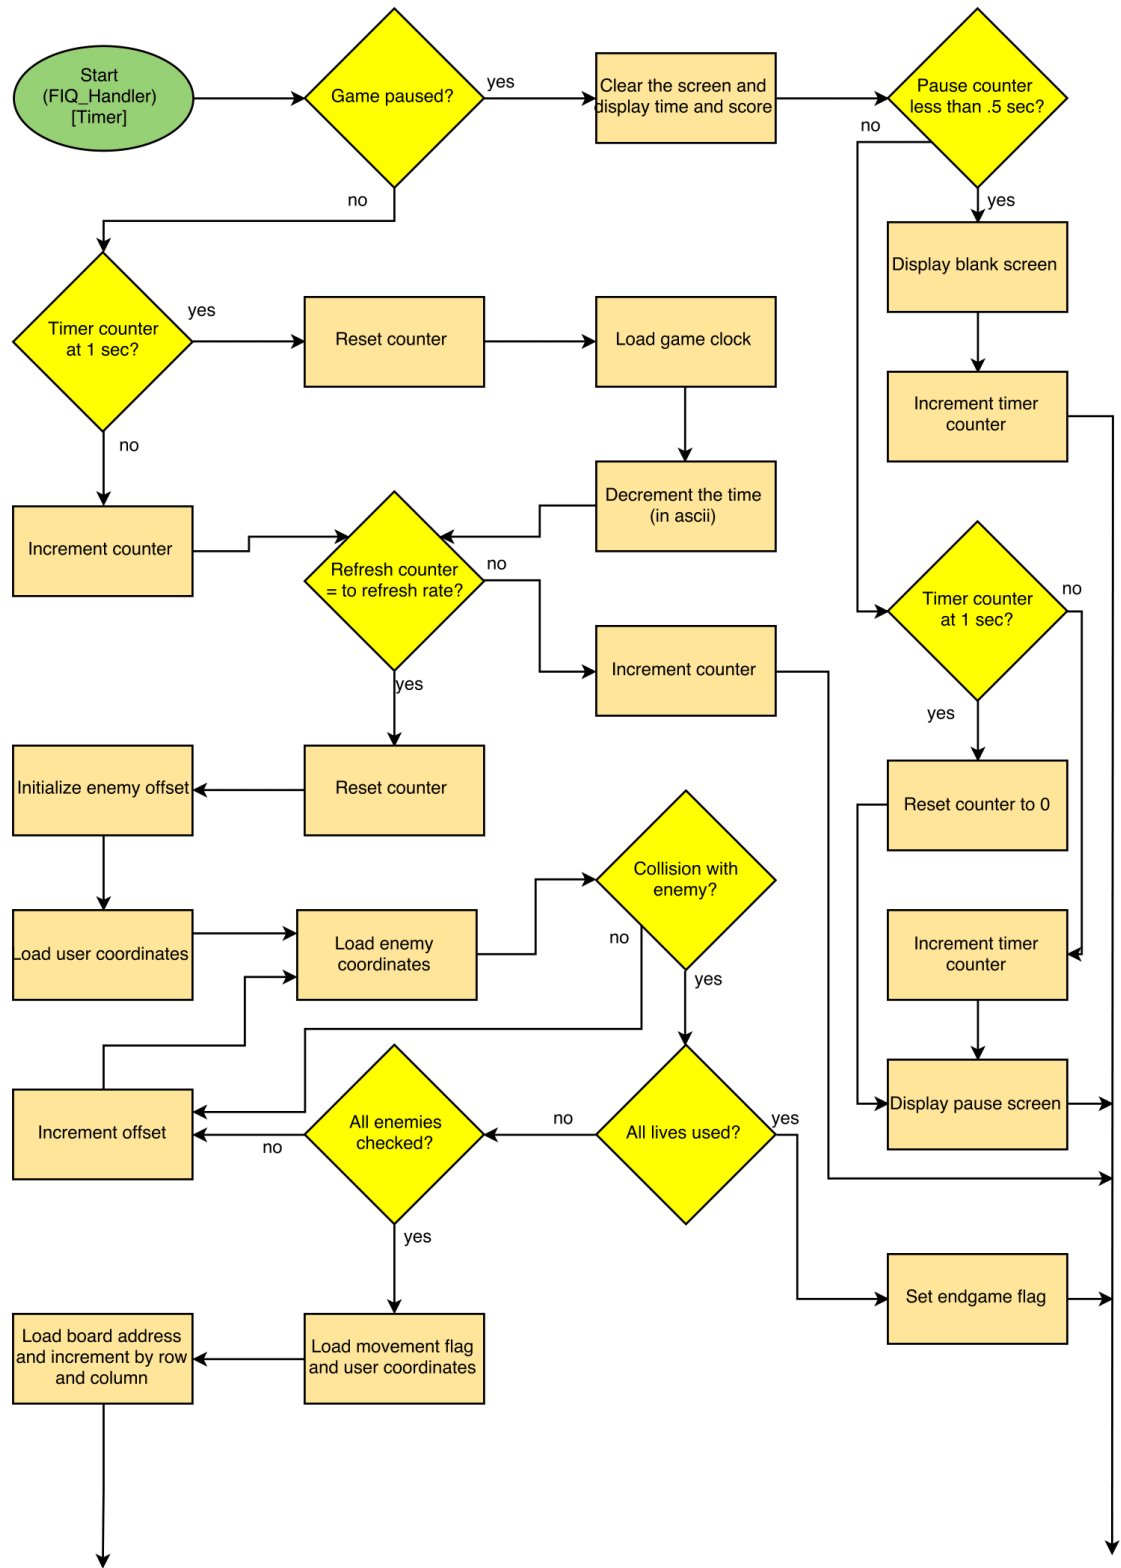 Start
(FIQ_Handler)
[Timer]
Game paused?
yes
Clear the screen and
display time and score
Pause counter
less than .5 sec?
no
yes
no
Display blank screen
Timer counter
at 1 sec?
yes
Reset counter
Load game clock
Increment timer
counter
no
Increment counter
Decrement the time
(in ascii)
Refresh counter
= to refresh rate?
no
yes
Increment counter
Timer counter
at 1 sec?
no
yes
Initialize enemy offset
Reset counter
Reset counter to 0
Collision with
enemy?
no
yes
Load user coordinates
Load enemy
coordinates
Increment timer
counter
Increment offset
no
All enemies
checked?
no
All lives used?
yes
Display pause screen
yes
Set endgame flag
Load board address
and increment by row
and column
Load movement flag
and user coordinates